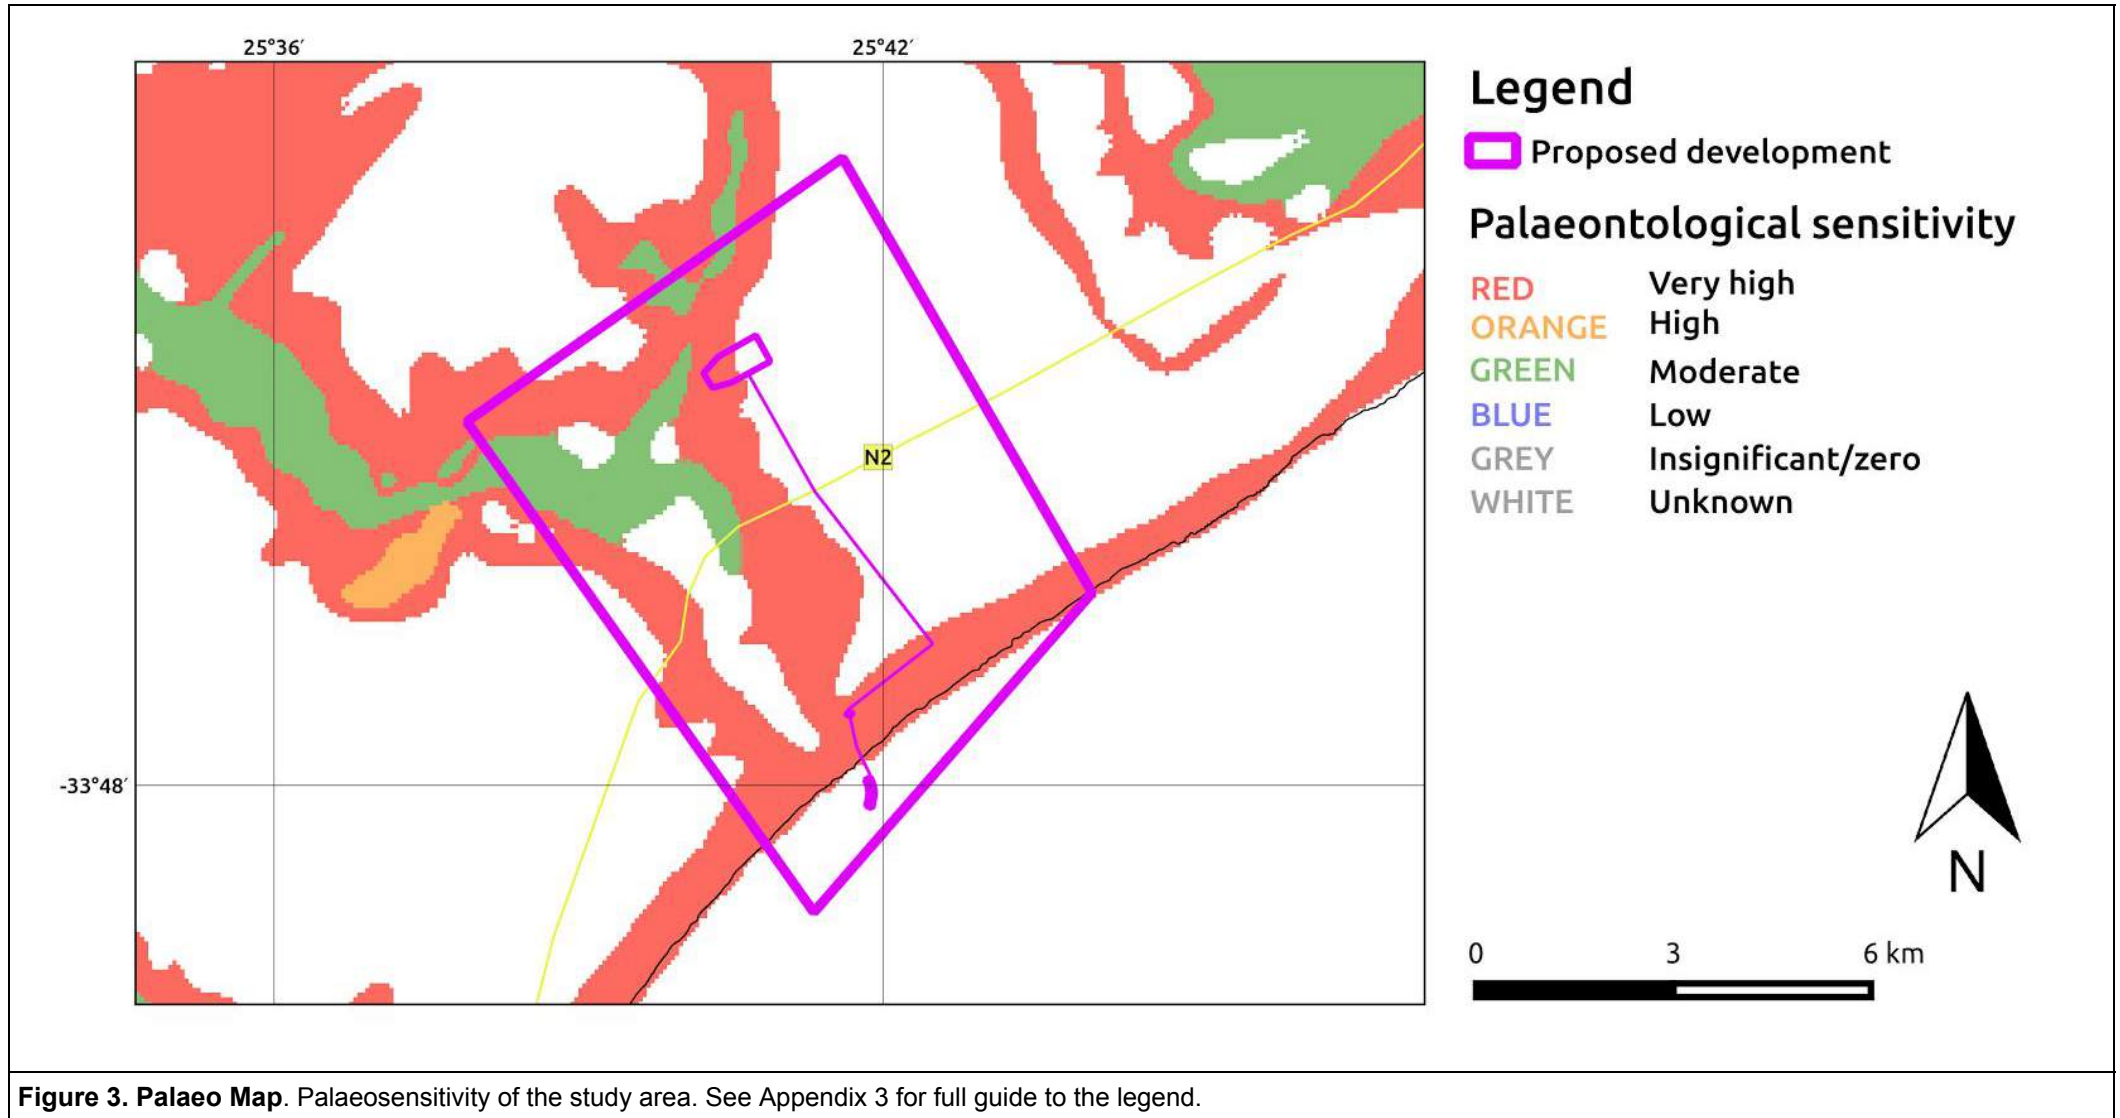 25°36′
25°42′
-33°48′
N2
Legend
Proposed development
Palaeontological sensitivity
RED Very high
ORANGE High
GREEN Moderate
BLUE Low
GREY Insignificant/zero
WHITE Unknown
N
0 3 6 km
Figure 3. Palaeo Map. Palaeosensitivity of the study area. See Appendix 3 for full guide to the legend.